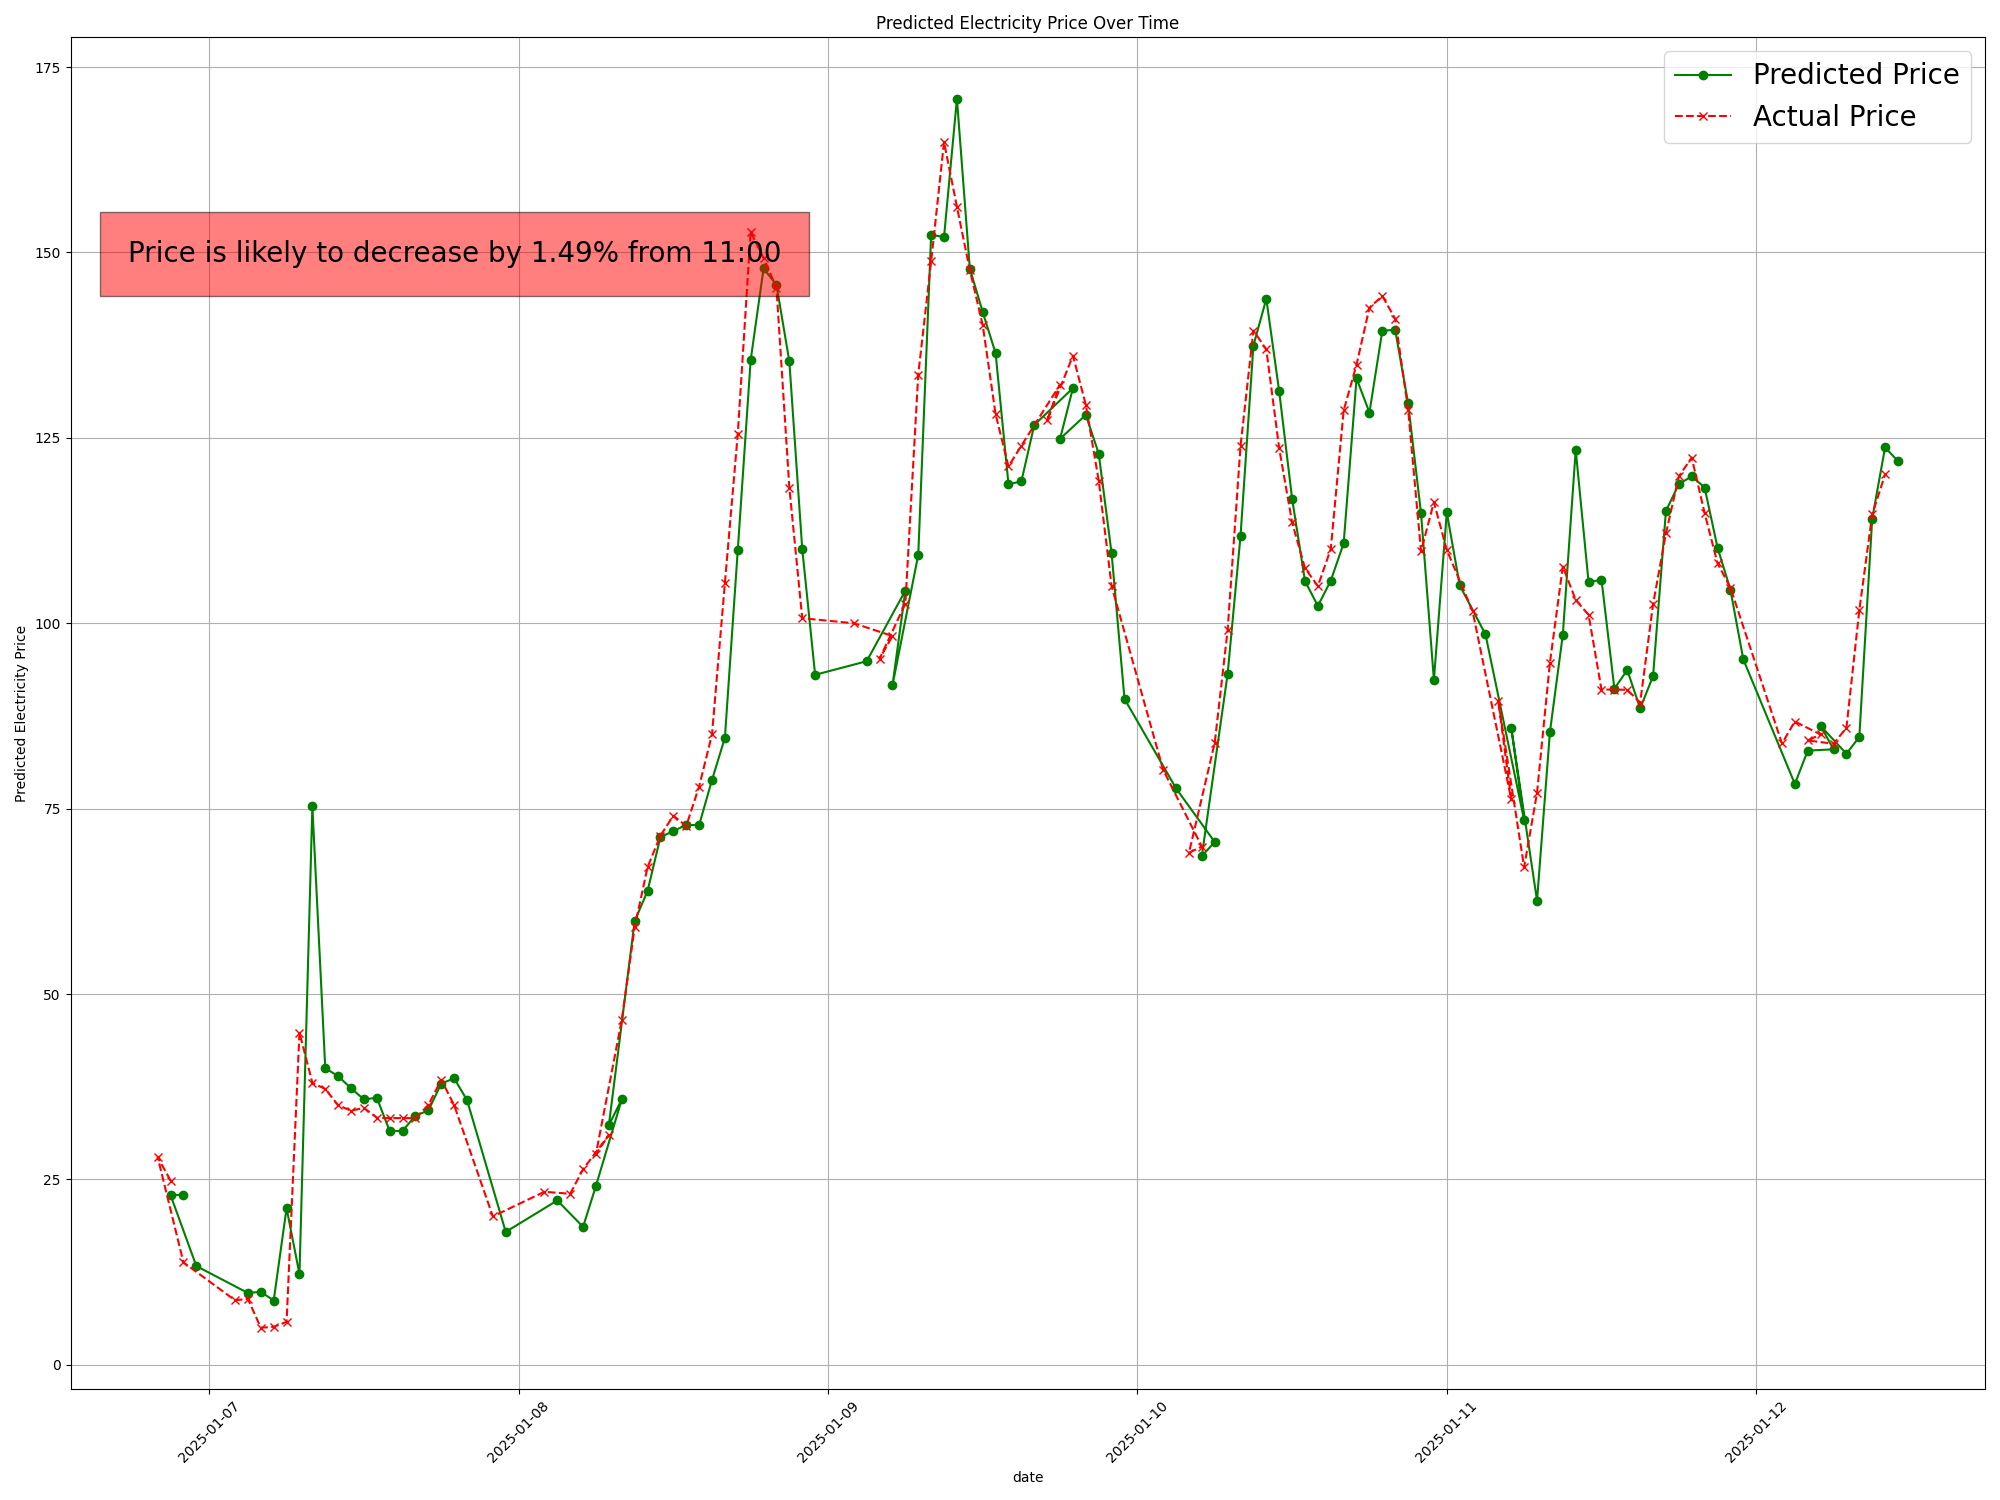 Predicted Electricity Price Over Time
Predicted Price
Actual Price
Price is likely to decrease by 1.49% from 11:00
Predicted Electricity Price
175
150
125
100
75
50
25
0
2025-01-07
2025-01-08
2025-01-09
2025-01-10
2025-01-11
2025-01-12
date